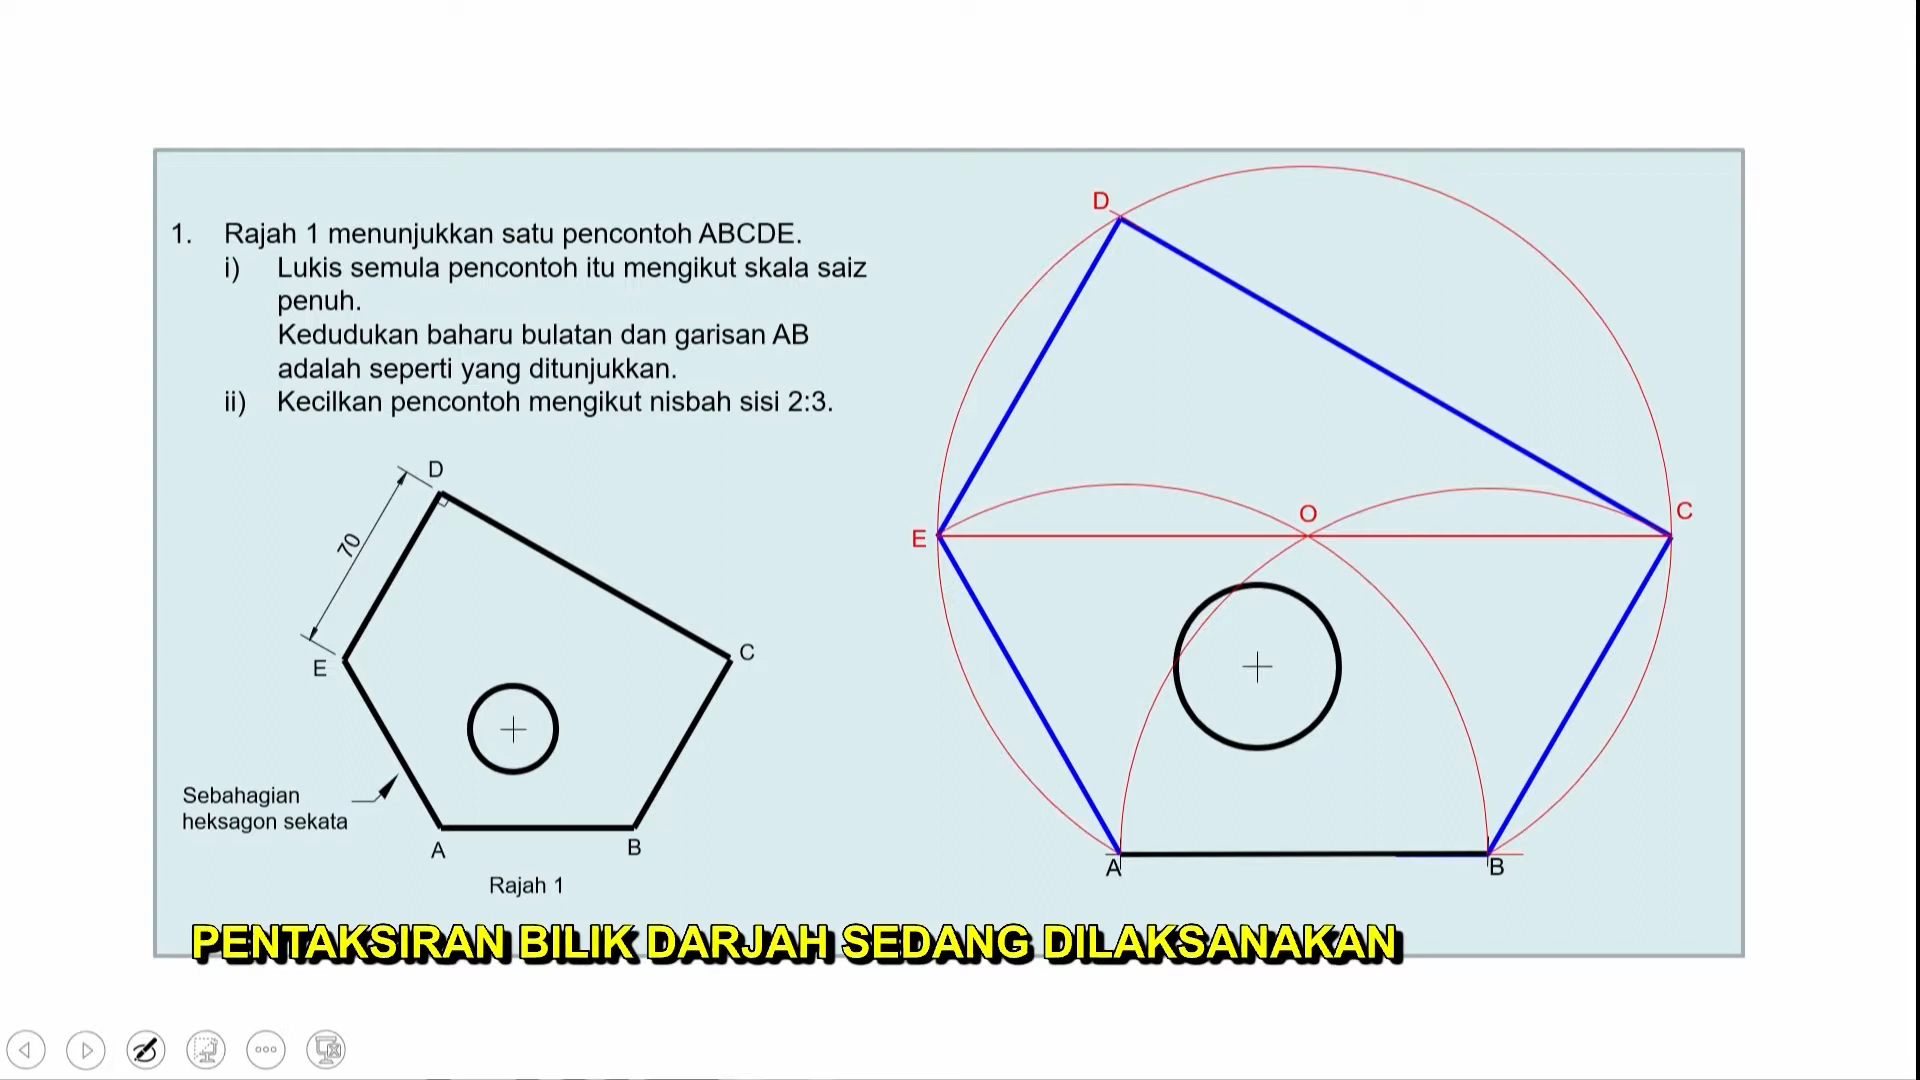 1. Rajah 1 menunjukkan satu pencontoh ABCDE.
i) Lukis semula pencontoh itu mengikut skala saiz
penuh.
Kedudukan baharu bulatan dan garisan AB
adalah seperti yang ditunjukkan.
ii) Kecilkan pencontoh mengikut nisbah sisi 2:3.
D
70
E
C
Sebahagian
heksagon sekata
A
B
Rajah 1
D
O
C
E
A
B
PENTAKSIRAN BILIK DARJAH SEDANG DILAKSANAKAN